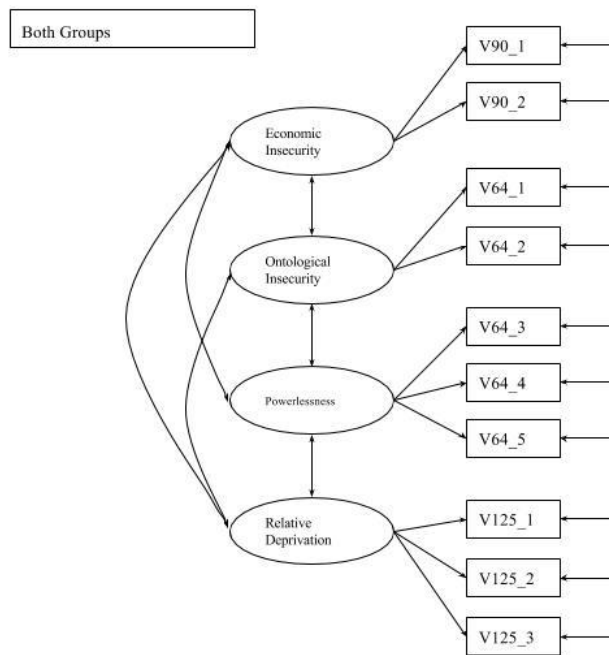 Both Groups
V90_1
V90_2
Economic
Insecurity
V64_1
V64_2
Ontological
Insecurity
V64_3
V64_4
V64_5
Powerlessness
V125_1
V125_2
V125_3
Relative
Deprivation